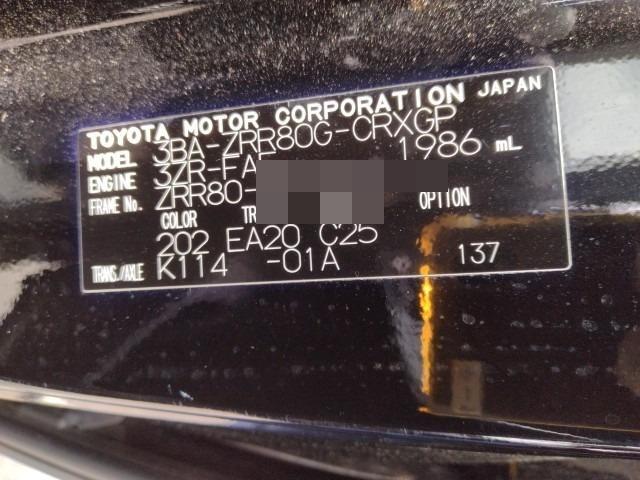 TOYOTA MOTOR CORPORATION JAPAN
MODEL 3BA-ZRR80G-CRXGP
ENGINE 3ZR-FAE 1986 mL
FRAME No. ZRR80-
COLOR TR OPTION
202 EA20 C25
TRANS./AXLE K114 -01A 137